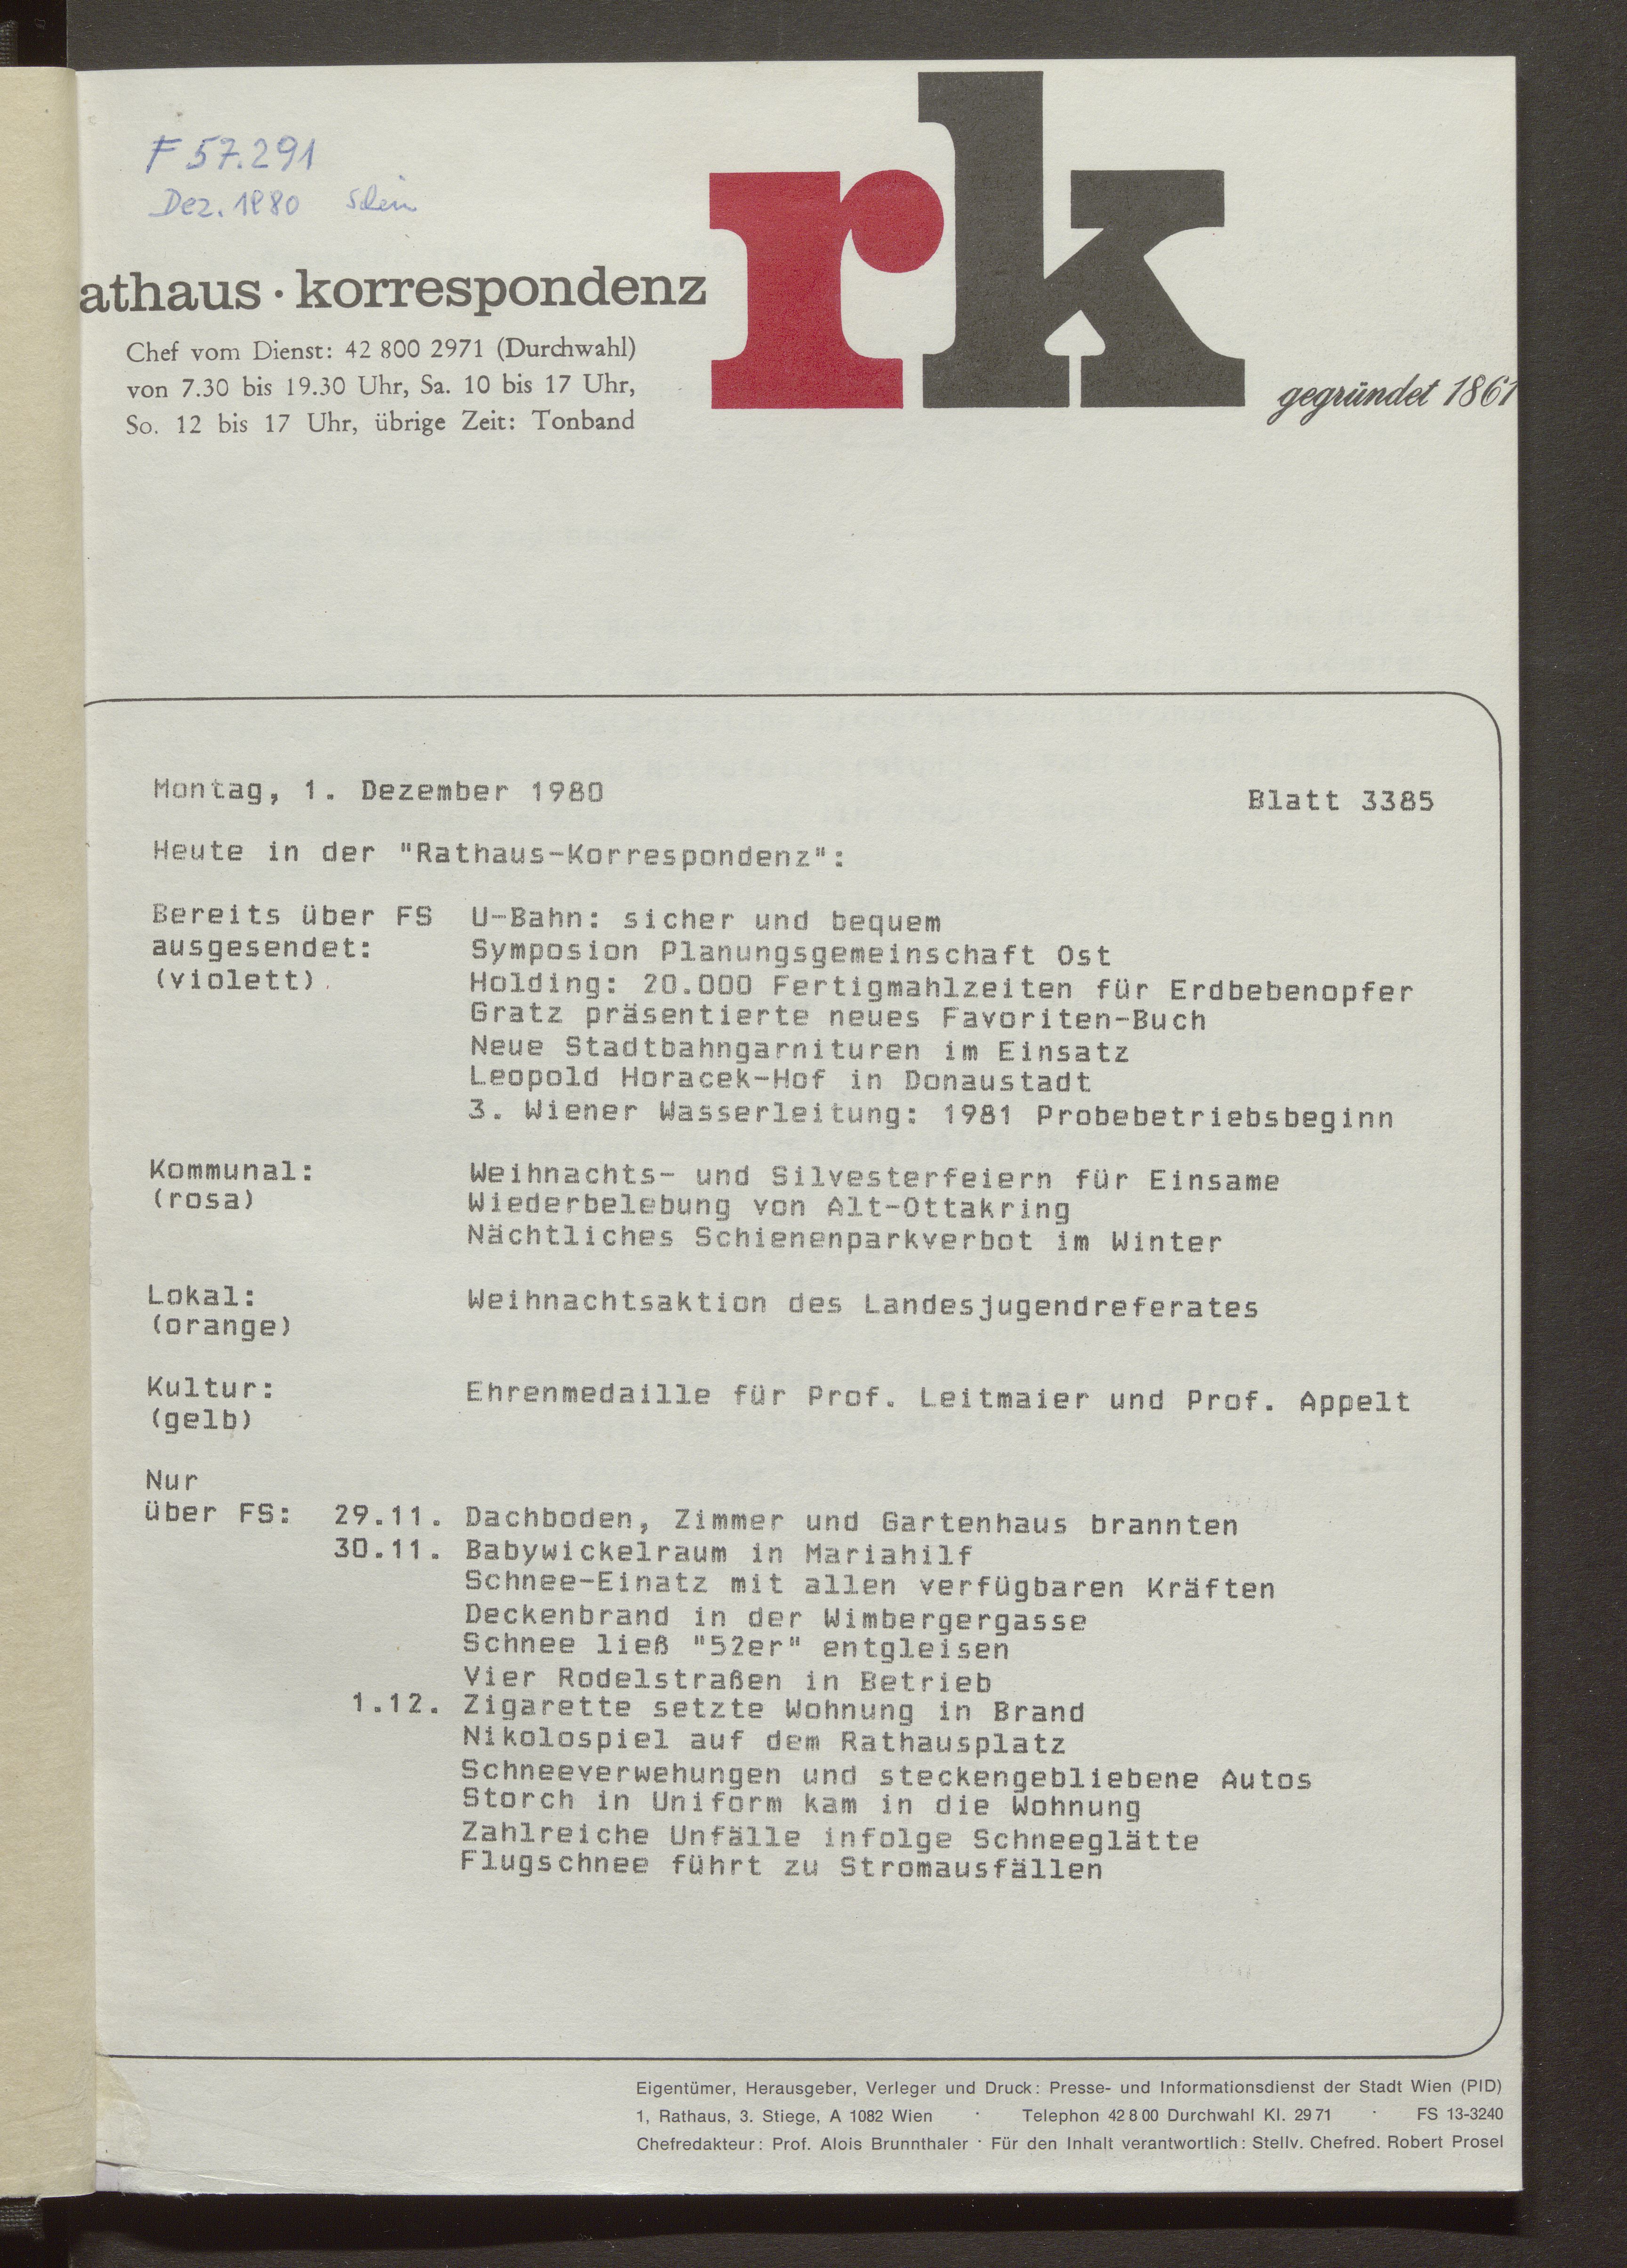 F 57.291
Dez. 1980
rk
athaus · korrespondenz
Chef vom Dienst: 42 800 2971 (Durchwahl)
von 7.30 bis 19.30 Uhr, Sa. 10 bis 17 Uhr,
So. 12 bis 17 Uhr, übrige Zeit: Tonband
gegründet 1861
Montag, 1. Dezember 1980 Blatt 3385
Heute in der "Rathaus-Korrespondenz":
Bereits über FS U-Bahn: sicher und bequem
ausgesendet: Symposion Planungsgemeinschaft Ost
(violett) Holding: 20.000 Fertigmahlzeiten für Erdbebenopfer
Gratz präsentierte neues Favoriten-Buch
Neue Stadtbahngarnituren im Einsatz
Leopold Horacek-Hof in Donaustadt
3. Wiener Wasserleitung: 1981 Probebetriebsbeginn
Kommunal: Weihnachts- und Silvesterfeiern für Einsame
(rosa) Wiederbelebung von Alt-Ottakring
Nächtliches Schienenparkverbot im Winter
Lokal: Weihnachtsaktion des Landesjugendreferates
(orange)
Kultur: Ehrenmedaille für Prof. Leitmaier und Prof. Appelt
(gelb)
Nur
über FS: 29.11. Dachboden, Zimmer und Gartenhaus brannten
30.11. Babywickelraum in Mariahilf
Schnee-Einatz mit allen verfügbaren Kräften
Deckenbrand in der Wimbergergasse
Schnee ließ "52er" entgleisen
Vier Rodelstraßen in Betrieb
1.12. Zigarette setzte Wohnung in Brand
Nikolospiel auf dem Rathausplatz
Schneeverwehungen und steckengebliebene Autos
Storch in Uniform kam in die Wohnung
Zahlreiche Unfälle infolge Schneeglätte
Flugschnee führt zu Stromausfällen
Eigentümer, Herausgeber, Verleger und Druck: Presse- und Informationsdienst der Stadt Wien (PID)
1, Rathaus, 3. Stiege, A 1082 Wien · Telephon 42 8 00 Durchwahl Kl. 29 71 · FS 13-3240
Chefredakteur: Prof. Alois Brunnthaler · Für den Inhalt verantwortlich: Stellv. Chefred. Robert Prosel